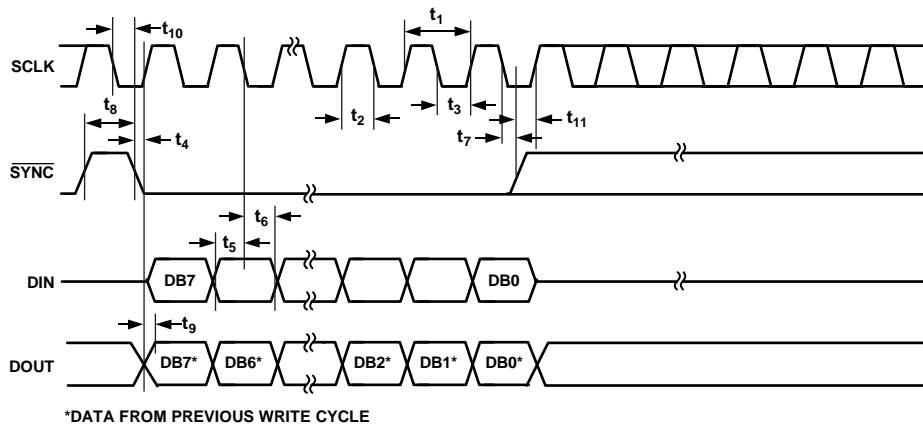 t10
t1
SCLK
t8
t4
t2
t3
t7
t11
SYNC
t6
t5
DIN
DB7
DB0
t9
DOUT
DB7*
DB6*
DB2*
DB1*
DB0*
*DATA FROM PREVIOUS WRITE CYCLE